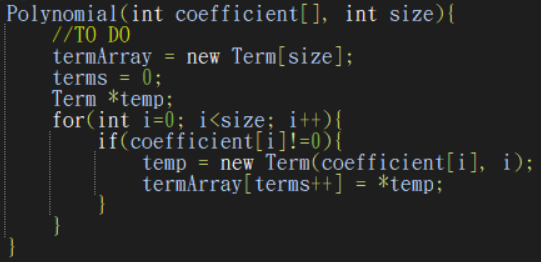 Polynomial(int coefficient[], int size){
    //TO DO
    termArray = new Term[size];
    terms = 0;
    Term *temp;
    for(int i=0; i<size; i++){
        if(coefficient[i]!=0){
            temp = new Term(coefficient[i], i);
            termArray[terms++] = *temp;
        }
    }
}